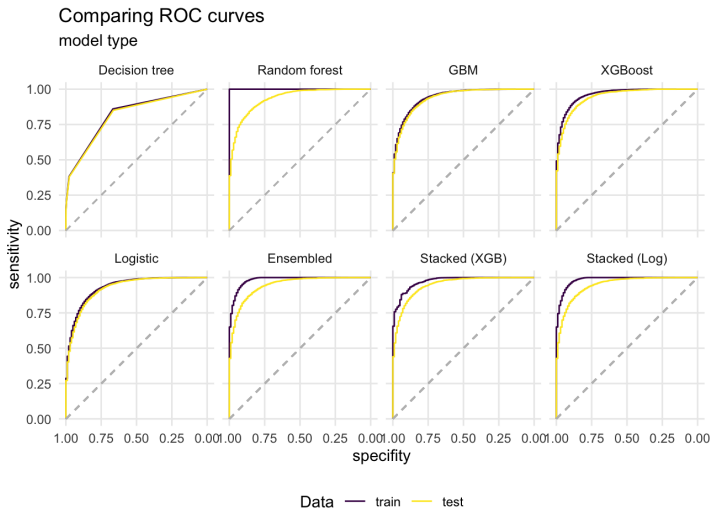 Comparing ROC curves
model type
Decision tree Random forest GBM XGBoost
1.00
0.75
0.50
0.25
0.00
sensitivity
Logistic Ensembled Stacked (XGB) Stacked (Log)
1.00
0.75
0.50
0.25
0.00
1.00 0.75 0.50 0.25 0.00 1.00 0.75 0.50 0.25 0.00 1.00 0.75 0.50 0.25 0.00 1.00 0.75 0.50 0.25 0.00
specifity
Data train test